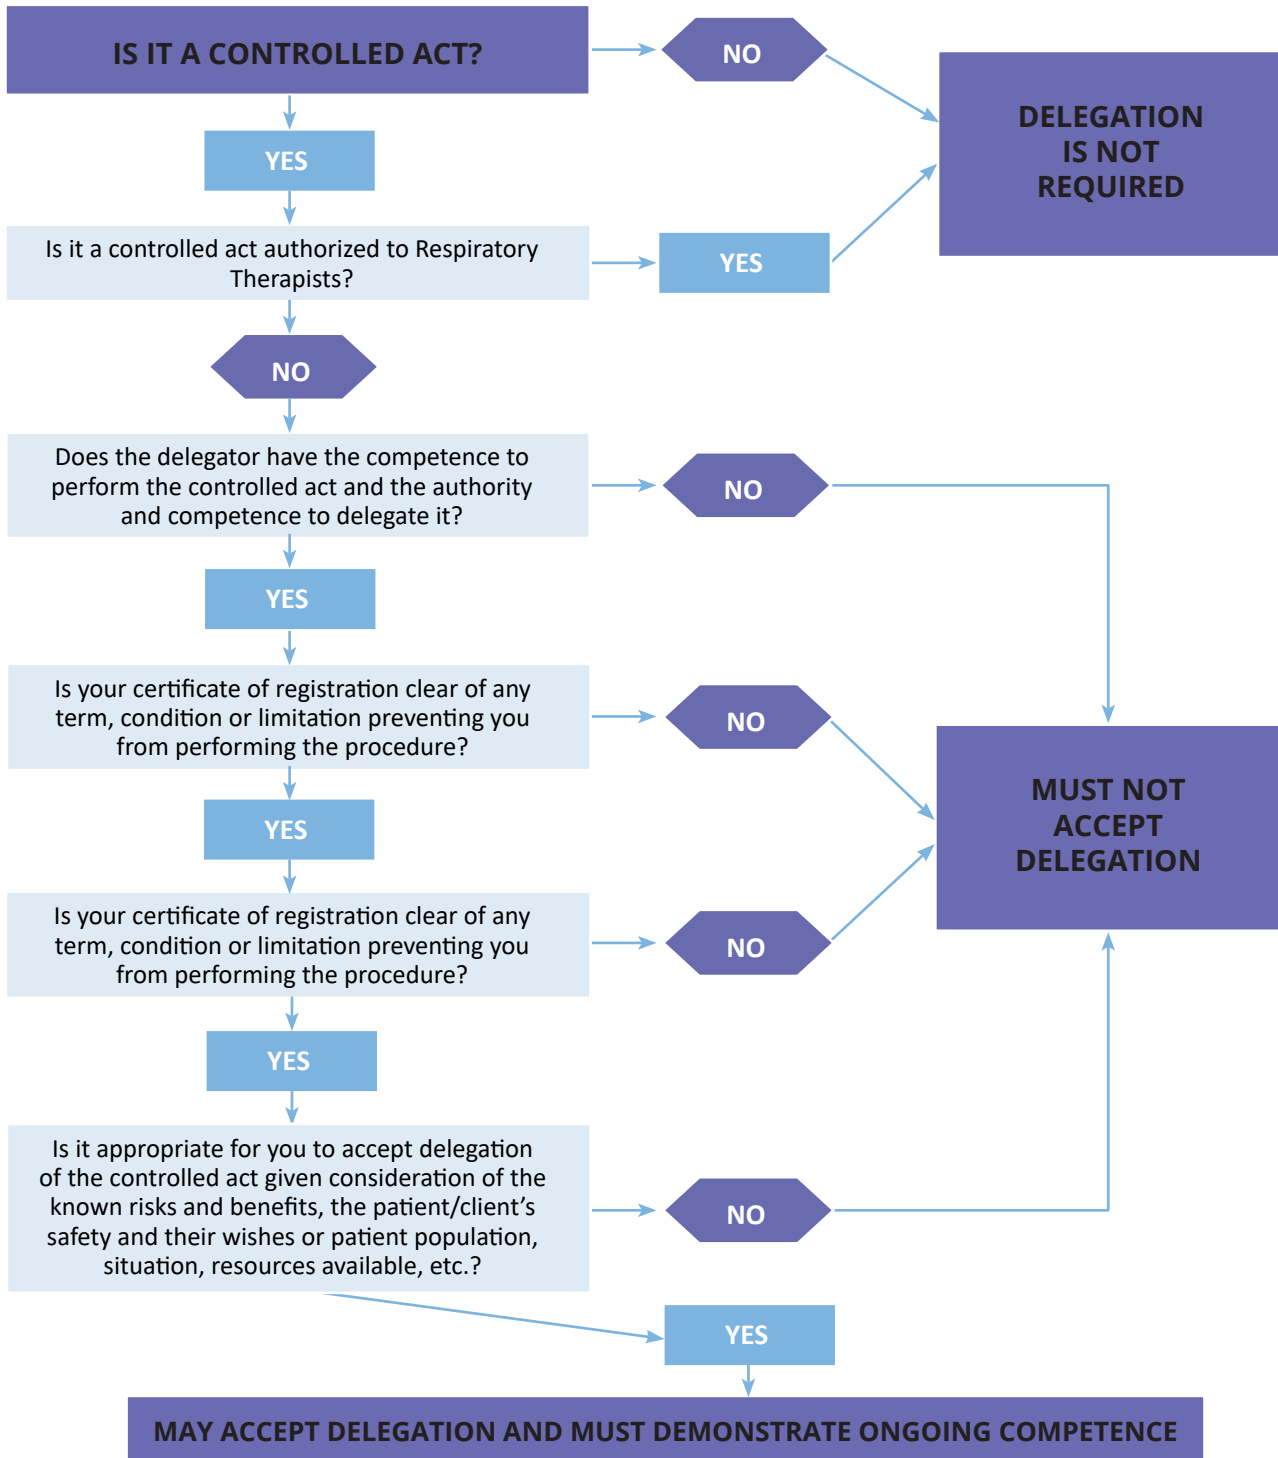 IS IT A CONTROLLED ACT?
NO
DELEGATION
IS NOT
REQUIRED
YES
Is it a controlled act authorized to Respiratory
Therapists?
YES
NO
Does the delegator have the competence to
perform the controlled act and the authority
and competence to delegate it?
NO
YES
Is your certificate of registration clear of any
term, condition or limitation preventing you
from performing the procedure?
NO
MUST NOT
ACCEPT
DELEGATION
YES
Is your certificate of registration clear of any
term, condition or limitation preventing you
from performing the procedure?
NO
YES
Is it appropriate for you to accept delegation
of the controlled act given consideration of the
known risks and benefits, the patient/client’s
safety and their wishes or patient population,
situation, resources available, etc.?
NO
YES
MAY ACCEPT DELEGATION AND MUST DEMONSTRATE ONGOING COMPETENCE